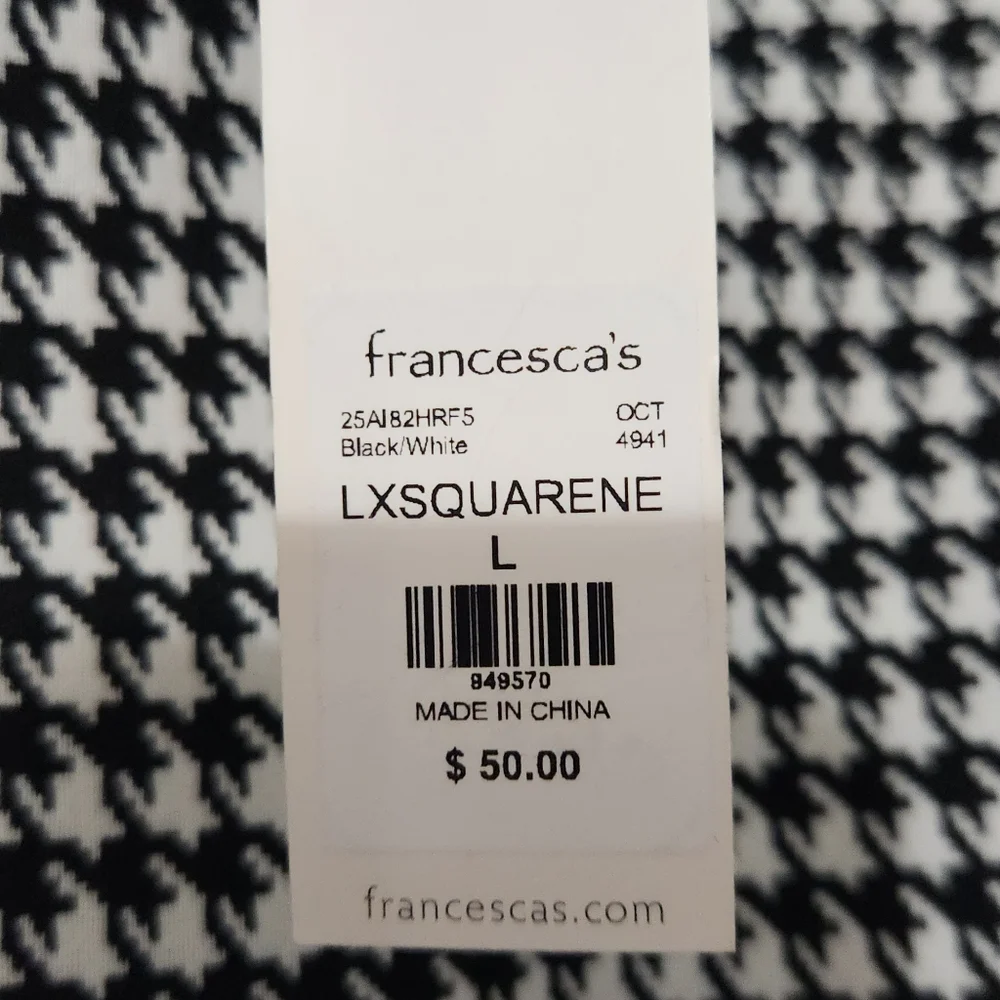 francesca's
25AI82HRF5 OCT
Black/White 4941
LXSQUARENE
L
849570
MADE IN CHINA
$ 50.00
francescas.com